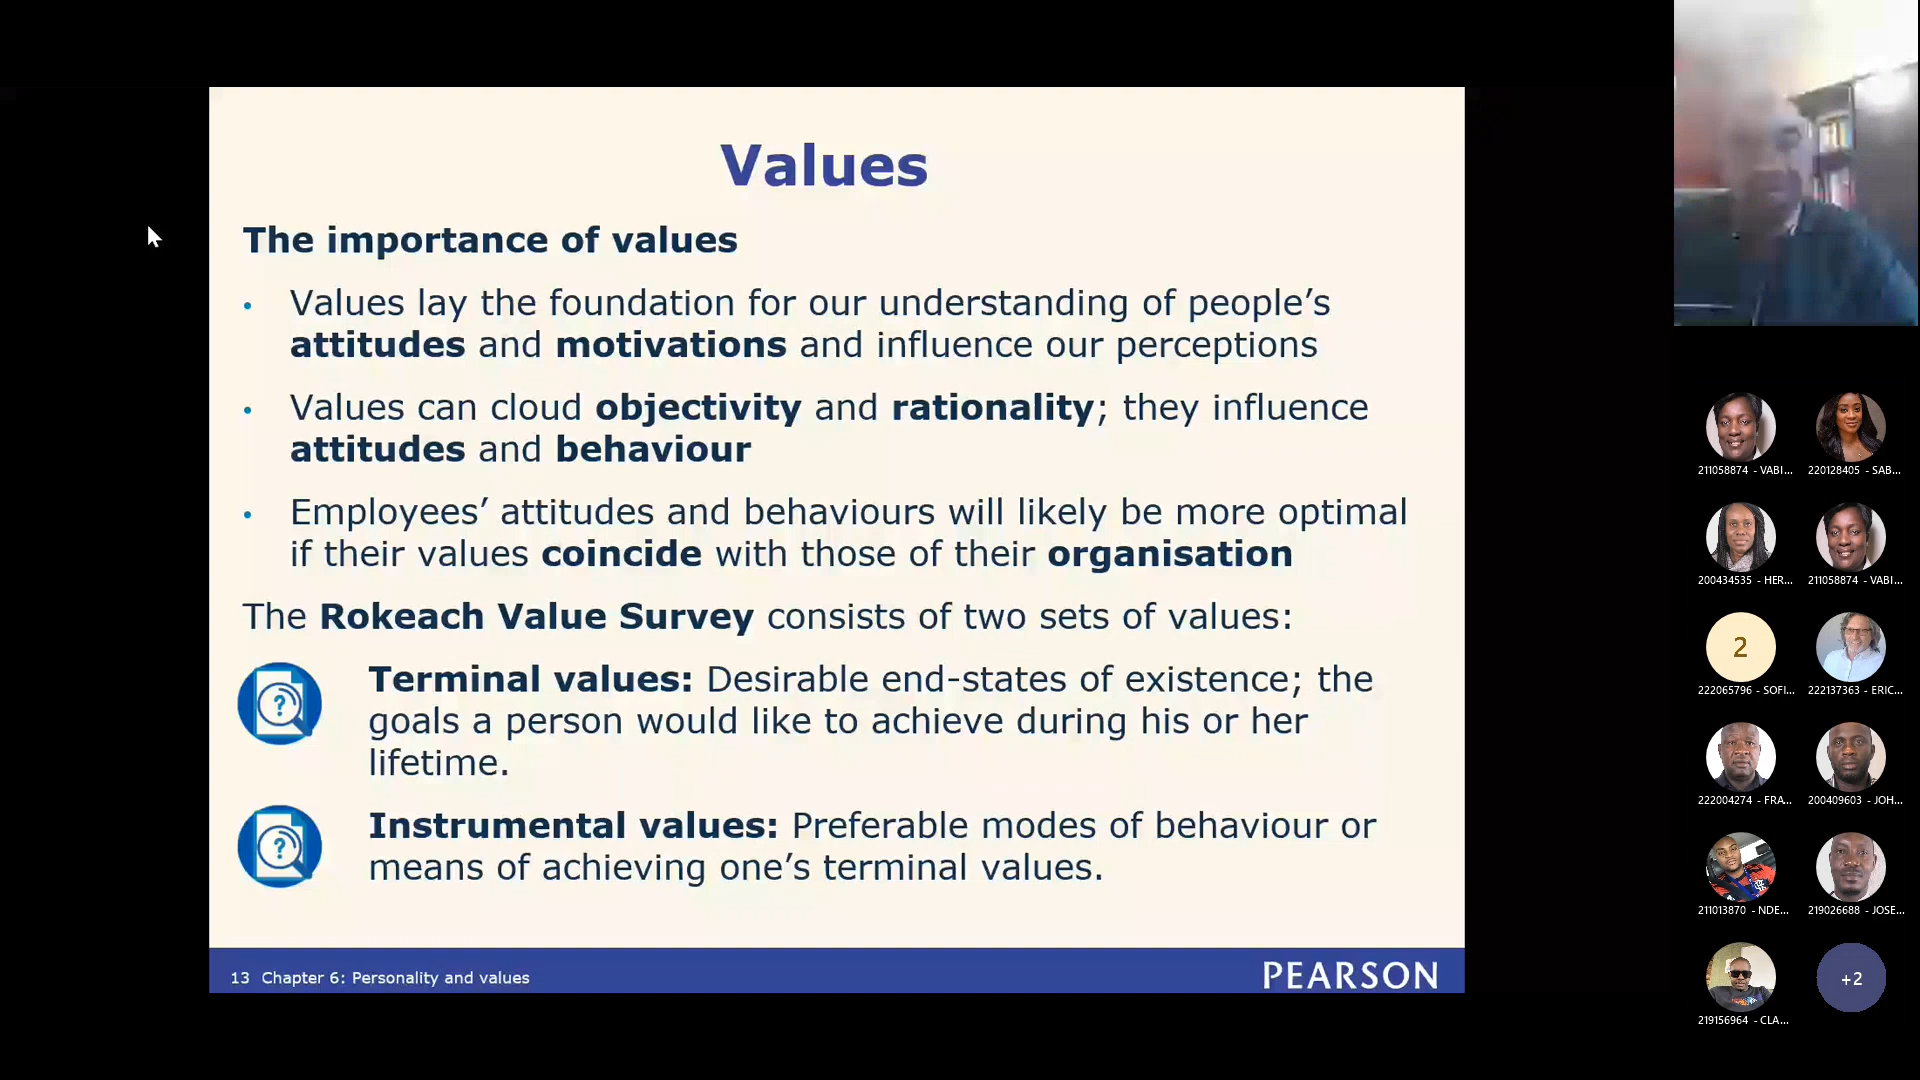 Values
The importance of values
• Values lay the foundation for our understanding of people’s
attitudes and motivations and influence our perceptions
• Values can cloud objectivity and rationality; they influence
attitudes and behaviour
• Employees’ attitudes and behaviours will likely be more optimal
if their values coincide with those of their organisation
The Rokeach Value Survey consists of two sets of values:
? Terminal values: Desirable end-states of existence; the
goals a person would like to achieve during his or her
lifetime.
? Instrumental values: Preferable modes of behaviour or
means of achieving one’s terminal values.
13 Chapter 6: Personality and values
PEARSON
211058874 - VABI...
220128405 - SAB...
200434535 - HER...
211058874 - VABI...
2
222065796 - SOFI...
222137363 - ERIC...
222004274 - FRA...
200409603 - JOH...
211013870 - NDE...
219026688 - JOSE...
219156964 - CLA...
+2